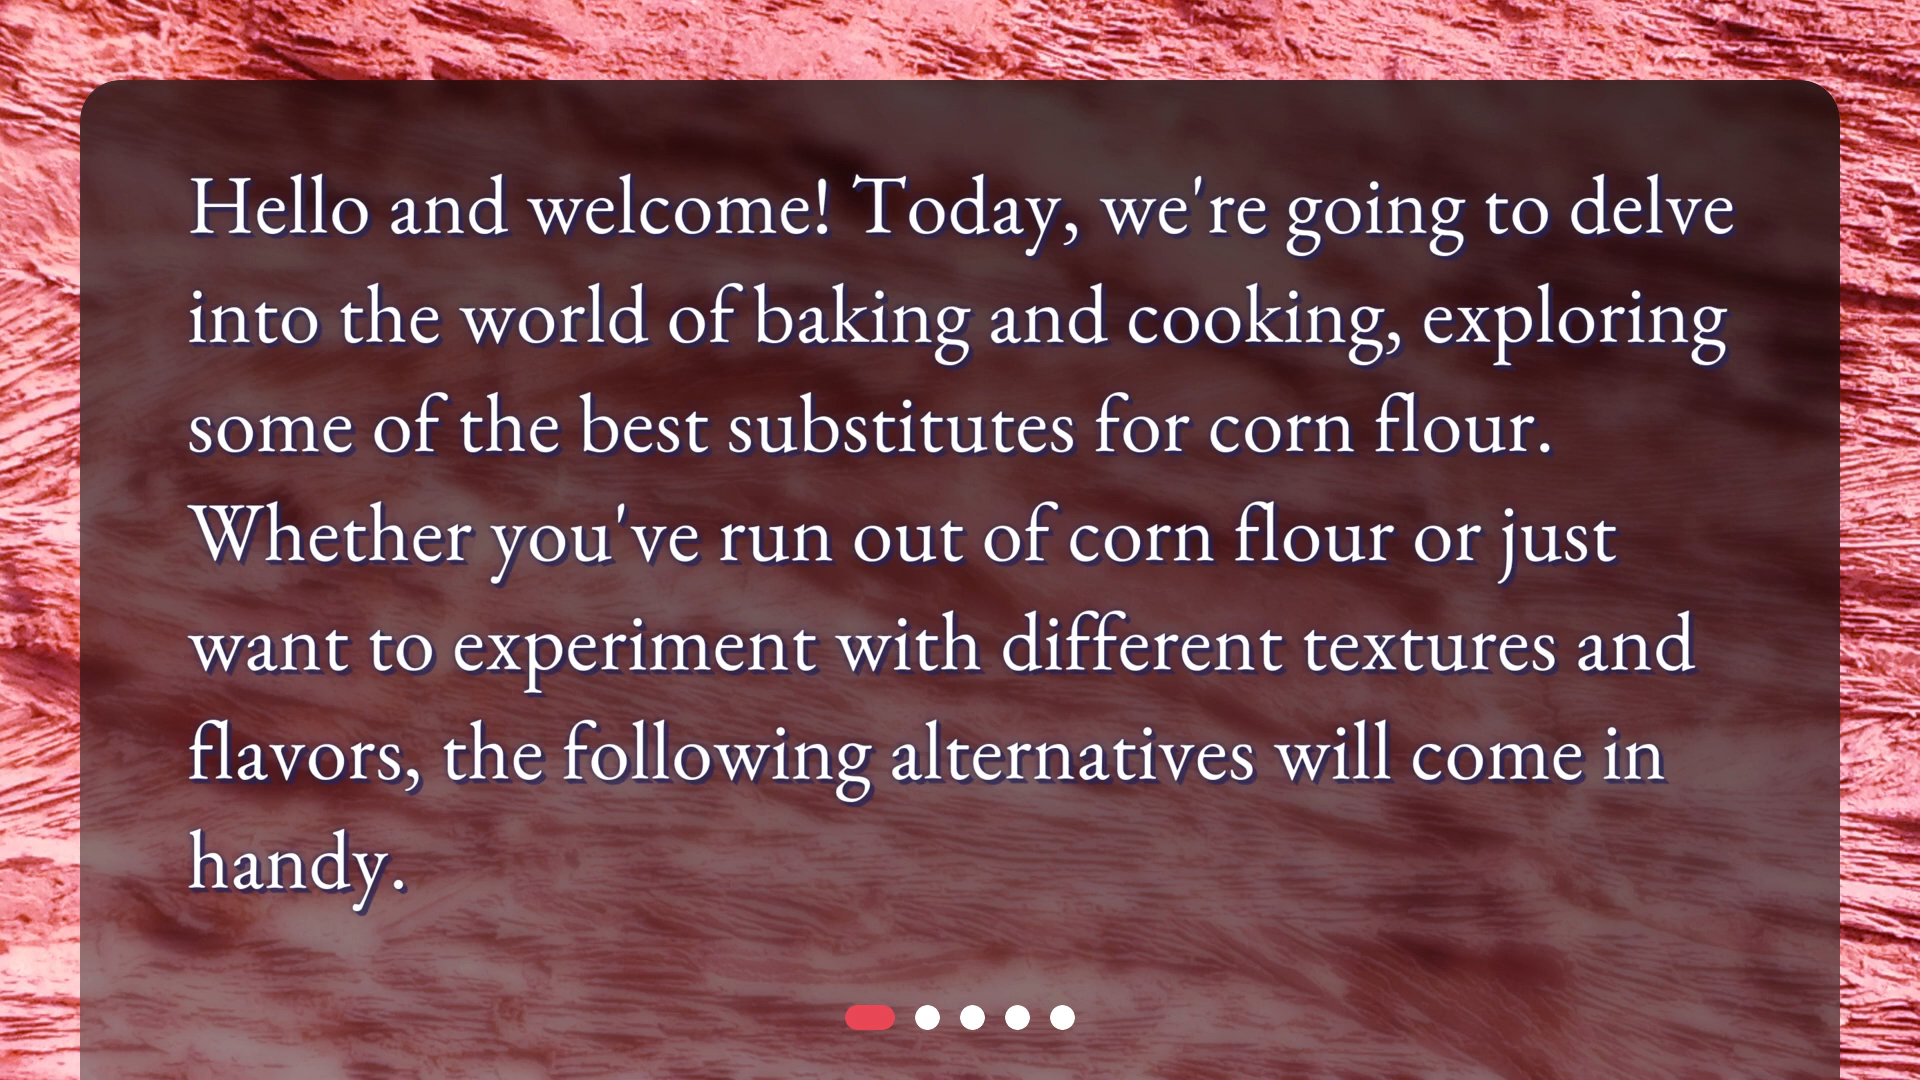 Hello and welcome! Today, we're going to delve
into the world of baking and cooking, exploring
some of the best substitutes for corn flour.
Whether you've run out of corn flour or just
want to experiment with different textures and
flavors, the following alternatives will come in
handy.